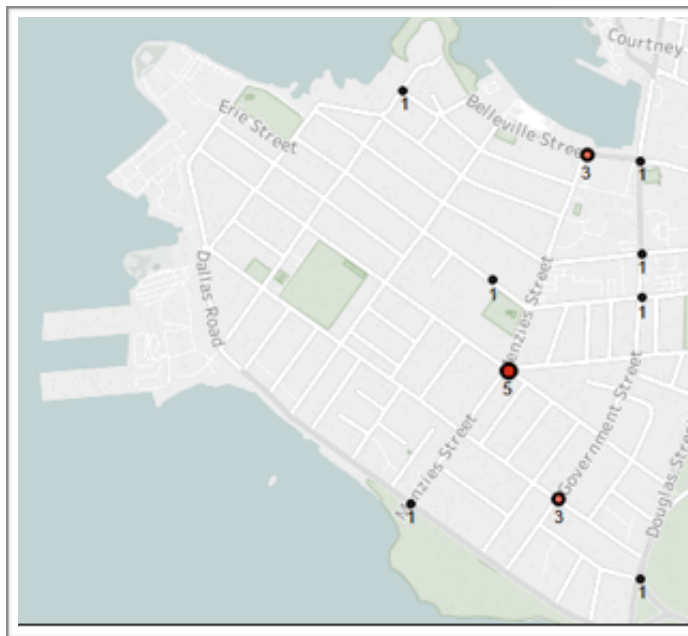 Courtney
1
Belleville Street
Erie Street
3
1
1
Dallas Road
1
1
Menzies Street
5
Government Street
Menzies Street
1
3
Douglas Street
1